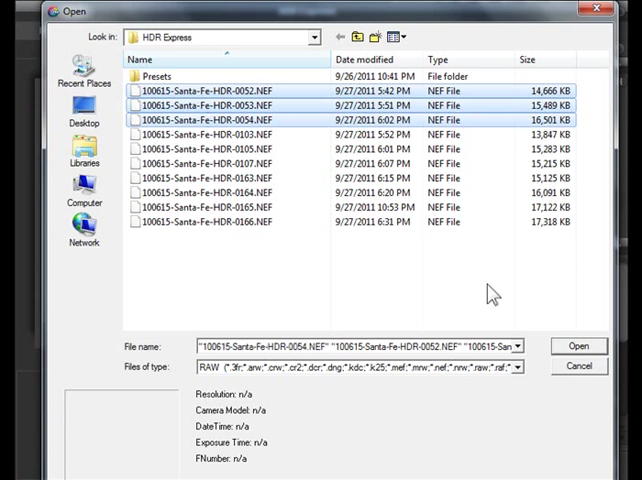 Open
Look in: HDR Express
Name Date modified Type Size
Presets 9/26/2011 10:41 PM File folder
100615-Santa-Fe-HDR-0052.NEF 9/27/2011 5:42 PM NEF File 14,666 KB
100615-Santa-Fe-HDR-0053.NEF 9/27/2011 5:51 PM NEF File 15,489 KB
100615-Santa-Fe-HDR-0054.NEF 9/27/2011 6:02 PM NEF File 16,501 KB
100615-Santa-Fe-HDR-0103.NEF 9/27/2011 5:52 PM NEF File 13,847 KB
100615-Santa-Fe-HDR-0105.NEF 9/27/2011 6:01 PM NEF File 15,283 KB
100615-Santa-Fe-HDR-0107.NEF 9/27/2011 6:07 PM NEF File 15,215 KB
100615-Santa-Fe-HDR-0163.NEF 9/27/2011 6:15 PM NEF File 15,125 KB
100615-Santa-Fe-HDR-0164.NEF 9/27/2011 6:20 PM NEF File 16,091 KB
100615-Santa-Fe-HDR-0165.NEF 9/27/2011 10:53 PM NEF File 17,122 KB
100615-Santa-Fe-HDR-0166.NEF 9/27/2011 6:31 PM NEF File 17,318 KB
Recent Places
Desktop
Libraries
Computer
Network
File name: "100615-Santa-Fe-HDR-0054.NEF" "100615-Santa-Fe-HDR-0052.NEF" "100615-San Open
Files of type: RAW (*.3fr;*.arw;*.crw;*.cr2;*.dcr;*.dng;*.kdc;*.k25;*.mef;*.mrw;*.nef;*.nrw;*.raw;*.raf;* Cancel
Resolution: n/a
Camera Model: n/a
DateTime: n/a
Exposure Time: n/a
FNumber: n/a